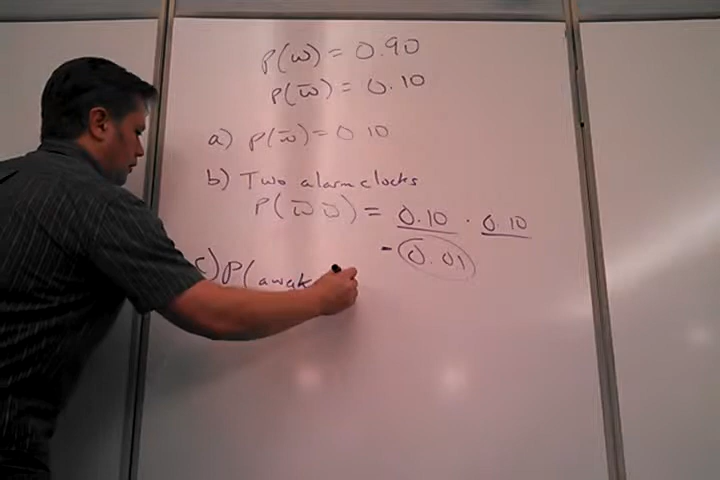 P(w) = 0.90
P(w̄) = 0.10
a) P(w̄) = 0.10
b) Two alarm clocks
P(w̄ w̄) = 0.10 · 0.10
= 0.01
c) P(awak